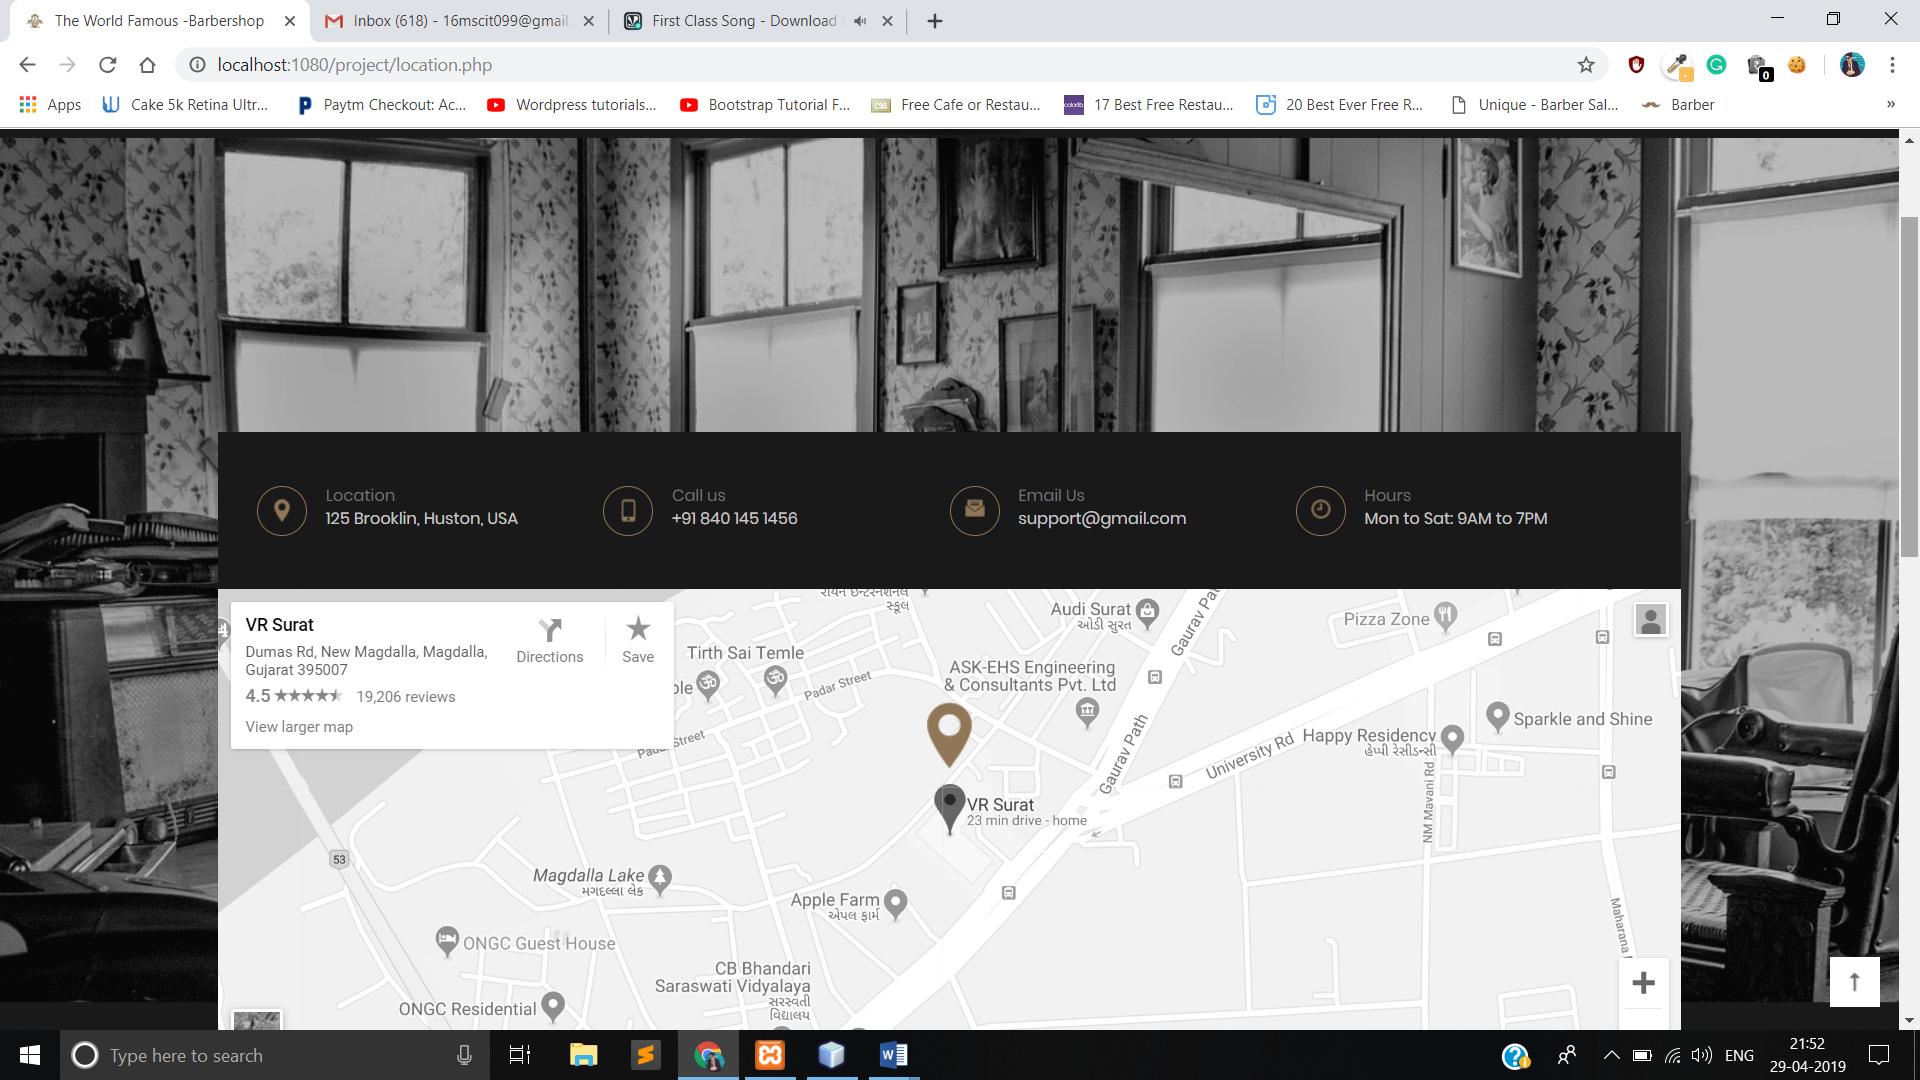 The World Famous -Barbershop
Inbox (618) - 16mscit099@gmail.
First Class Song - Download
localhost:1080/project/location.php
0
Apps
Cake 5k Retina Ultr...
Paytm Checkout: Ac...
Wordpress tutorials...
Bootstrap Tutorial F...
Free Cafe or Restau...
17 Best Free Restau...
20 Best Ever Free R...
Unique - Barber Sal...
Barber
»
Location
125 Brooklin, Huston, USA
Call us
+91 840 145 1456
Email Us
support@gmail.com
Hours
Mon to Sat: 9AM to 7PM
VR Surat
Dumas Rd, New Magdalla, Magdalla,
Gujarat 395007
4.5
19,206 reviews
View larger map
Directions
Save
સ્કૂલ
Audi Surat
ઓડી સુરત
Gaurav Path
Pizza Zone
Tirth Sai Temle
Padar Street
ASK-EHS Engineering
& Consultants Pvt. Ltd
Padar Street
Sparkle and Shine
Happy Residency
હેપ્પી રેસીડન્સી
University Rd
Gaurav Path
NM Mavani Rd
VR Surat
23 min drive - home
53
Magdalla Lake
મગદલ્લા લેક
Apple Farm
એપલ ફાર્મ
Maharana
ONGC Guest House
CB Bhandari
Saraswati Vidyalaya
સરસ્વતી
વિદ્યાલય
ONGC Residential
Type here to search
ENG
21:52
29-04-2019